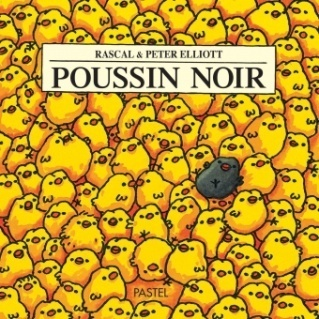 RASCAL & PETER ELLIOTT
POUSSIN NOIR
PASTEL